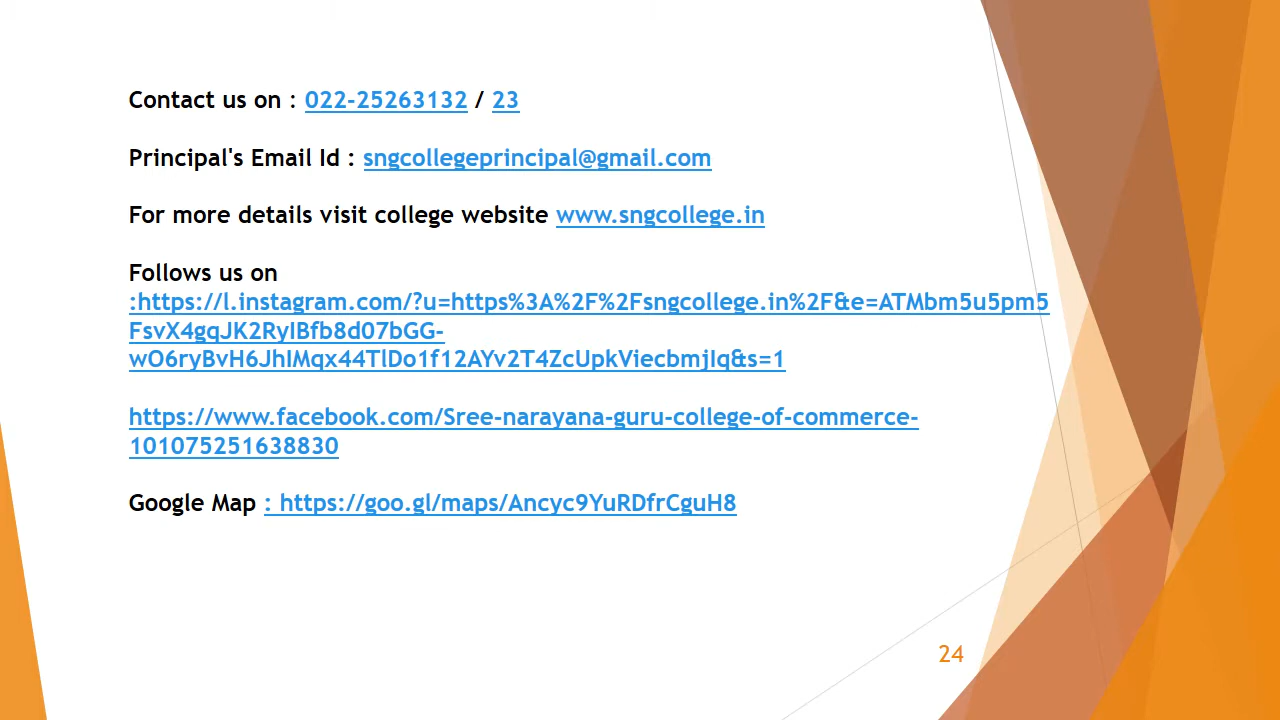 Contact us on : 022-25263132 / 23
Principal's Email Id : sngcollegeprincipal@gmail.com
For more details visit college website www.sngcollege.in
Follows us on
:https://l.instagram.com/?u=https%3A%2F%2Fsngcollege.in%2F&e=ATMbm5u5pm5
FsvX4gqJK2RyIBfb8d07bGG-
wO6ryBvH6JhIMqx44TlDo1f12AYv2T4ZcUpkViecbmjIq&s=1
https://www.facebook.com/Sree-narayana-guru-college-of-commerce-
101075251638830
Google Map : https://goo.gl/maps/Ancyc9YuRDfrCguH8
24